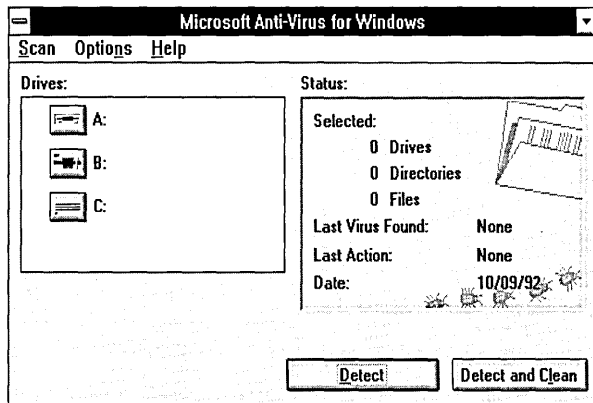 Microsoft Anti-Virus for Windows
Scan Options Help
Drives:
A:
B:
C:
Status:
Selected:
0 Drives
0 Directories
0 Files
Last Virus Found: None
Last Action: None
Date: 10/09/92
Detect
Detect and Clean